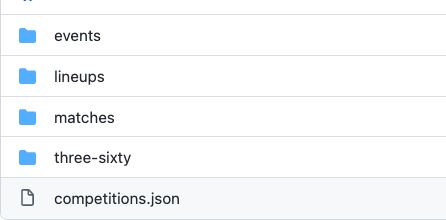 events
lineups
matches
three-sixty
competitions.json